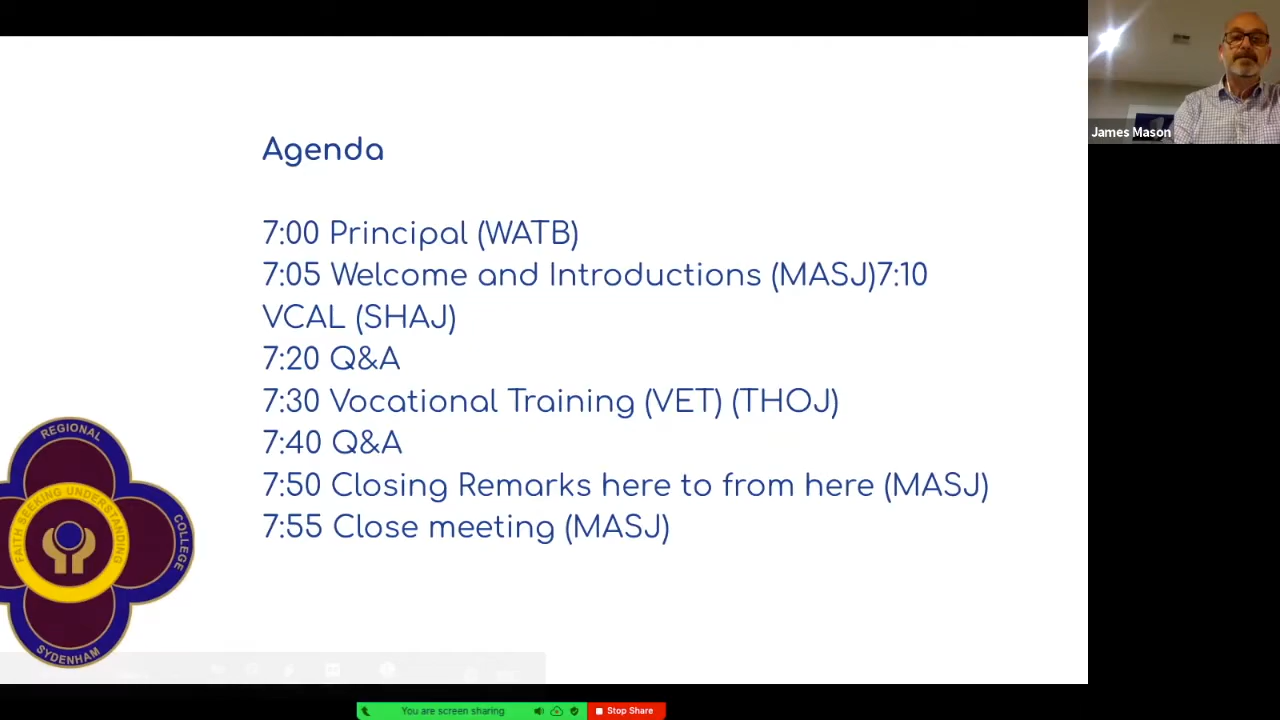 Agenda
7:00 Principal (WATB)
7:05 Welcome and Introductions (MASJ)7:10
VCAL (SHAJ)
7:20 Q&A
7:30 Vocational Training (VET) (THOJ)
7:40 Q&A
7:50 Closing Remarks here to from here (MASJ)
7:55 Close meeting (MASJ)
REGIONAL
COLLEGE
SYDENHAM
FAITH SEEKING UNDERSTANDING
James Mason
You are screen sharing
Stop Share